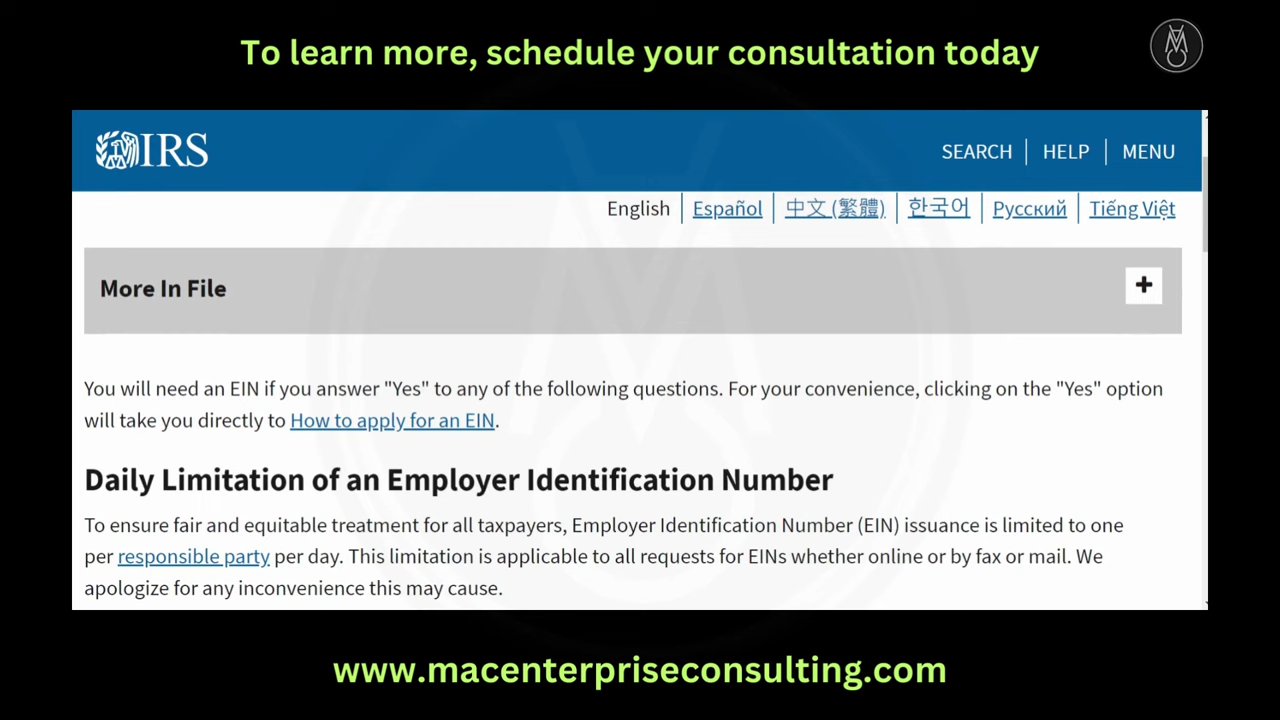 To learn more, schedule your consultation today
IRS
SEARCH HELP MENU
English Español 中文 (繁體) 한국어 Русский Tiếng Việt
More In File
You will need an EIN if you answer "Yes" to any of the following questions. For your convenience, clicking on the "Yes" option
will take you directly to How to apply for an EIN.
Daily Limitation of an Employer Identification Number
To ensure fair and equitable treatment for all taxpayers, Employer Identification Number (EIN) issuance is limited to one
per responsible party per day. This limitation is applicable to all requests for EINs whether online or by fax or mail. We
apologize for any inconvenience this may cause.
www.macenterpriseconsulting.com